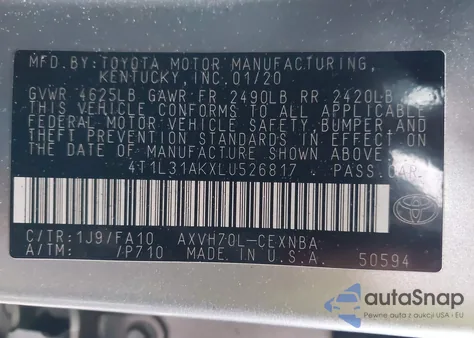 MFD. BY: TOYOTA MOTOR MANUFACTURING,
KENTUCKY, INC. 01/20
GVWR 4625LB GAWR FR 2490LB RR 2420LB
THIS VEHICLE CONFORMS TO ALL APPLICABLE
FEDERAL MOTOR VEHICLE SAFETY, BUMPER AND
THEFT PREVENTION STANDARDS IN EFFECT ON
THE DATE OF MANUFACTURE SHOWN ABOVE.
4T1L31AKXLU526817 PASS.CAR
C/TR:1J9/FA10 AXVH70L-CEXNBA
A/TM: /P710 MADE IN U.S.A. 50594
autoSnap
Pewne auta z aukcji USA i EU